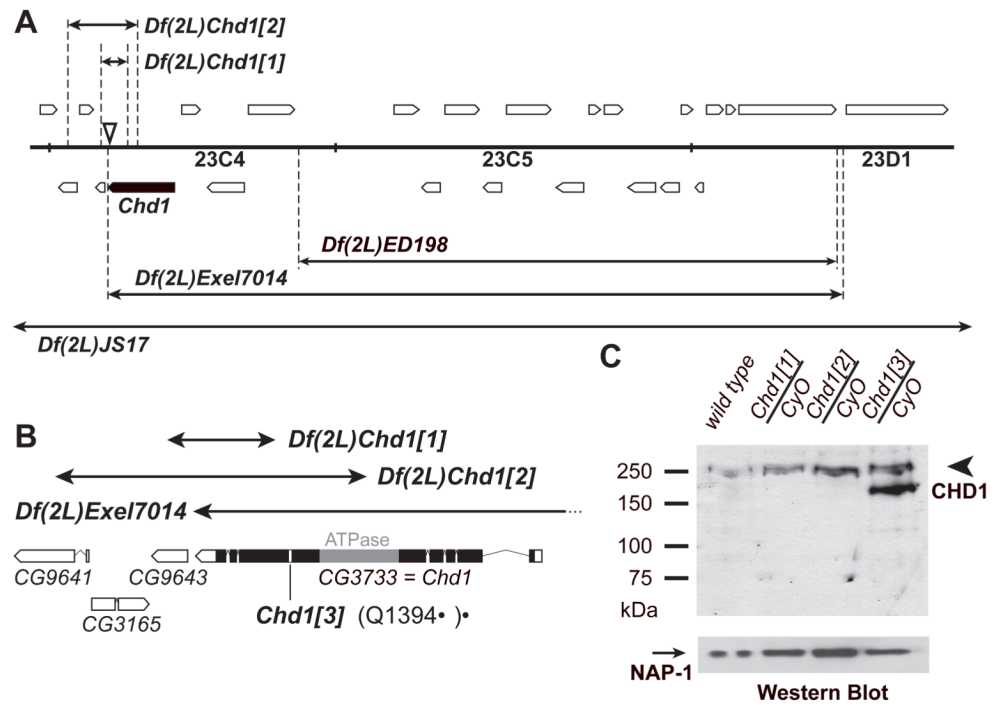 A
Df(2L)Chd1[2]
Df(2L)Chd1[1]
23C4
23C5
23D1
Chd1
Df(2L)ED198
Df(2L)Exel7014
Df(2L)JS17
B
Df(2L)Chd1[1]
Df(2L)Chd1[2]
Df(2L)Exel7014
ATPase
CG9641
CG9643
CG3733 = Chd1
CG3165
Chd1[3] (Q1394• )•
C
wild type
Chd1[1]
CyO
Chd1[2]
CyO
Chd1[3]
CyO
250
150
100
75
kDa
CHD1
NAP-1
Western Blot